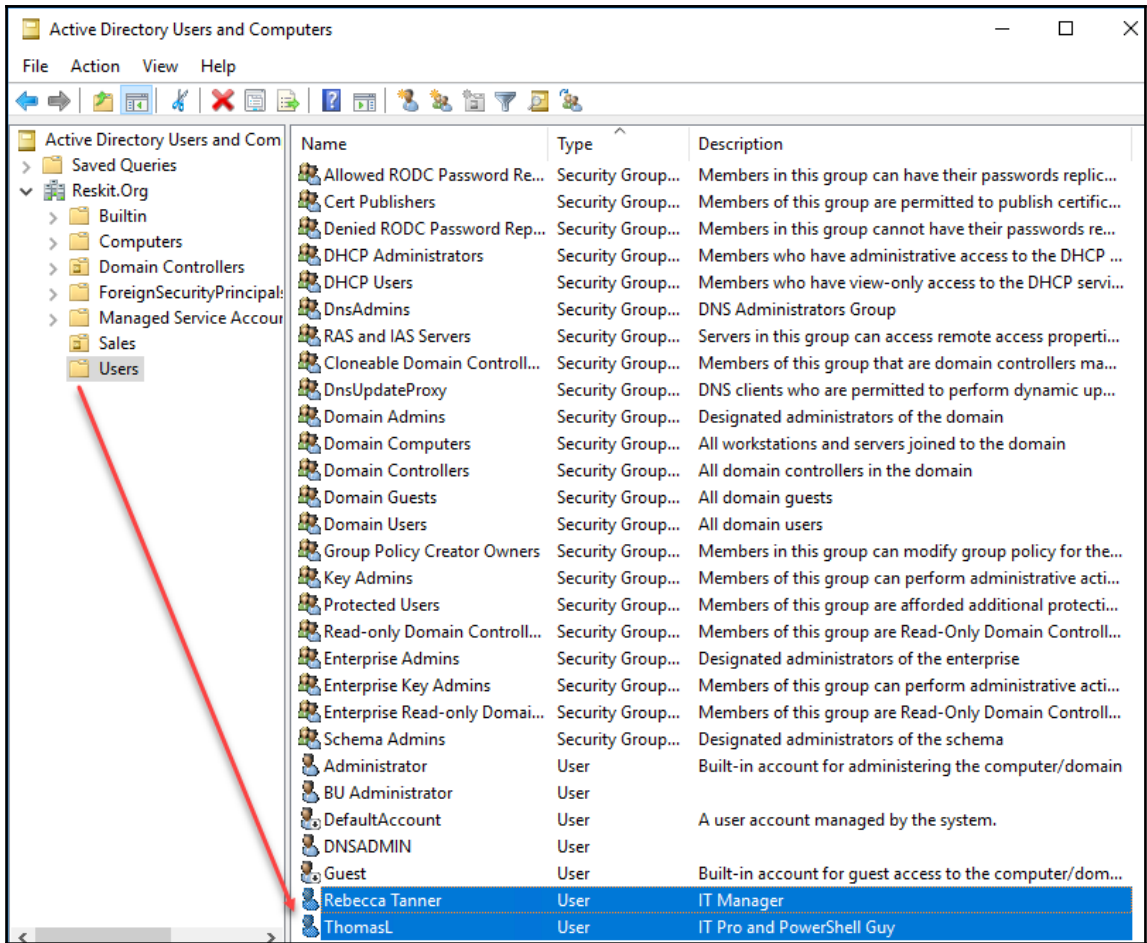 Active Directory Users and Computers
File Action View Help
Active Directory Users and Com
Saved Queries
Reskit.Org
Builtin
Computers
Domain Controllers
ForeignSecurityPrincipals
Managed Service Accour
Sales
Users
Name Type Description
Allowed RODC Password Re... Security Group... Members in this group can have their passwords replic...
Cert Publishers Security Group... Members of this group are permitted to publish certific...
Denied RODC Password Rep... Security Group... Members in this group cannot have their passwords re...
DHCP Administrators Security Group... Members who have administrative access to the DHCP ...
DHCP Users Security Group... Members who have view-only access to the DHCP servi...
DnsAdmins Security Group... DNS Administrators Group
RAS and IAS Servers Security Group... Servers in this group can access remote access properti...
Cloneable Domain Controll... Security Group... Members of this group that are domain controllers ma...
DnsUpdateProxy Security Group... DNS clients who are permitted to perform dynamic up...
Domain Admins Security Group... Designated administrators of the domain
Domain Computers Security Group... All workstations and servers joined to the domain
Domain Controllers Security Group... All domain controllers in the domain
Domain Guests Security Group... All domain guests
Domain Users Security Group... All domain users
Group Policy Creator Owners Security Group... Members in this group can modify group policy for the...
Key Admins Security Group... Members of this group can perform administrative acti...
Protected Users Security Group... Members of this group are afforded additional protecti...
Read-only Domain Controll... Security Group... Members of this group are Read-Only Domain Controll...
Enterprise Admins Security Group... Designated administrators of the enterprise
Enterprise Key Admins Security Group... Members of this group can perform administrative acti...
Enterprise Read-only Domai... Security Group... Members of this group are Read-Only Domain Controll...
Schema Admins Security Group... Designated administrators of the schema
Administrator User Built-in account for administering the computer/domain
BU Administrator User
DefaultAccount User A user account managed by the system.
DNSADMIN User
Guest User Built-in account for guest access to the computer/dom...
Rebecca Tanner User IT Manager
ThomasL User IT Pro and PowerShell Guy